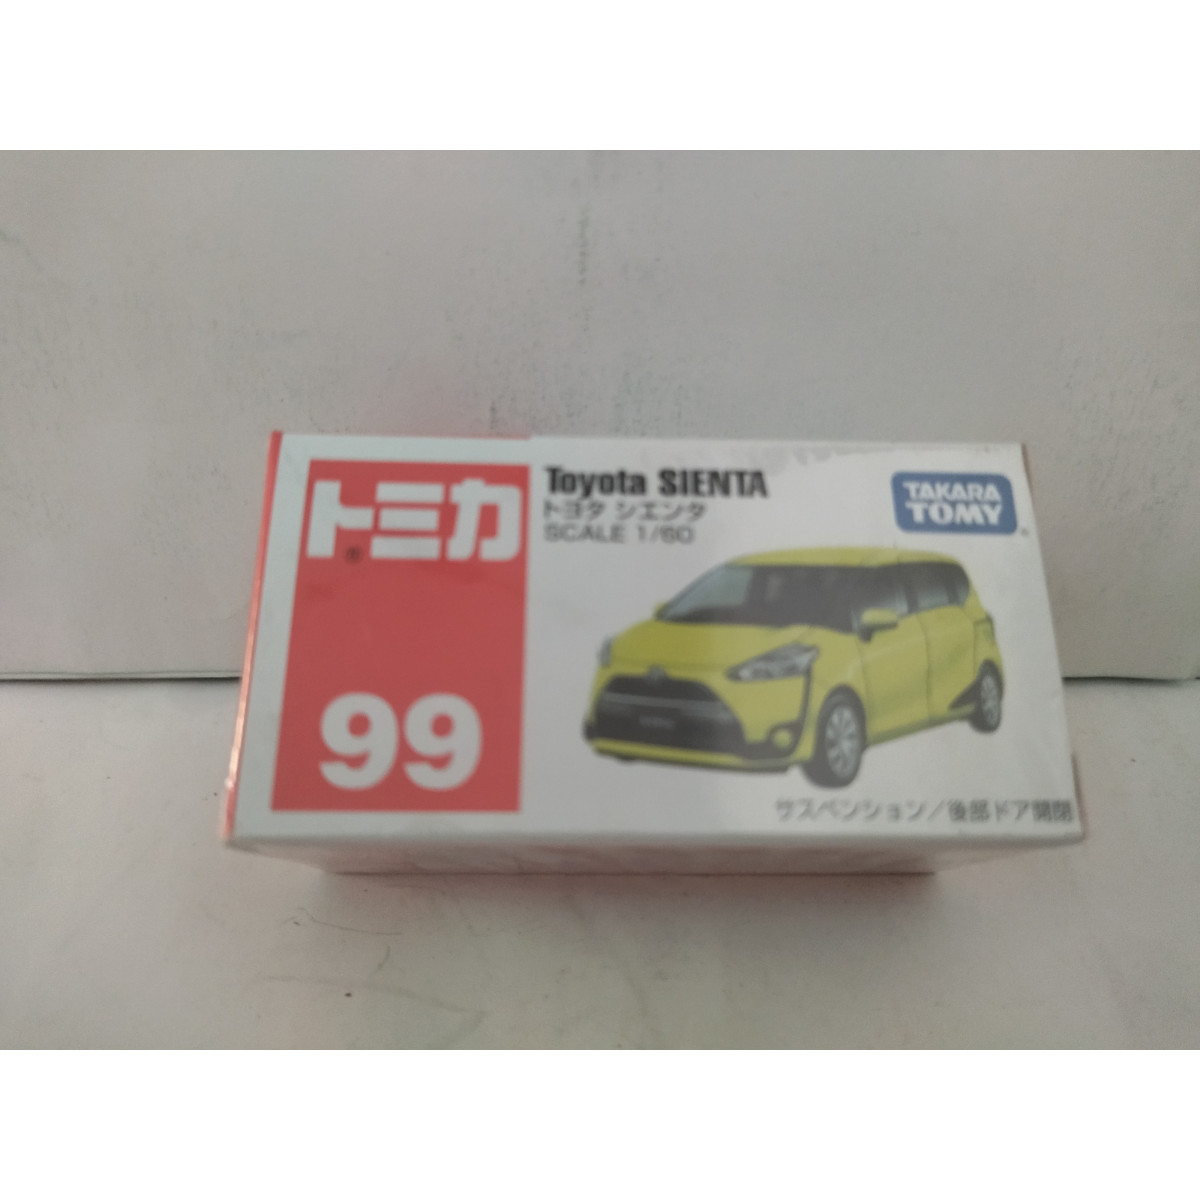 トミカ
®
99
Toyota SIENTA
トヨタ シエンタ
SCALE 1/60
TAKARA
TOMY
サスペンション/後部ドア開閉